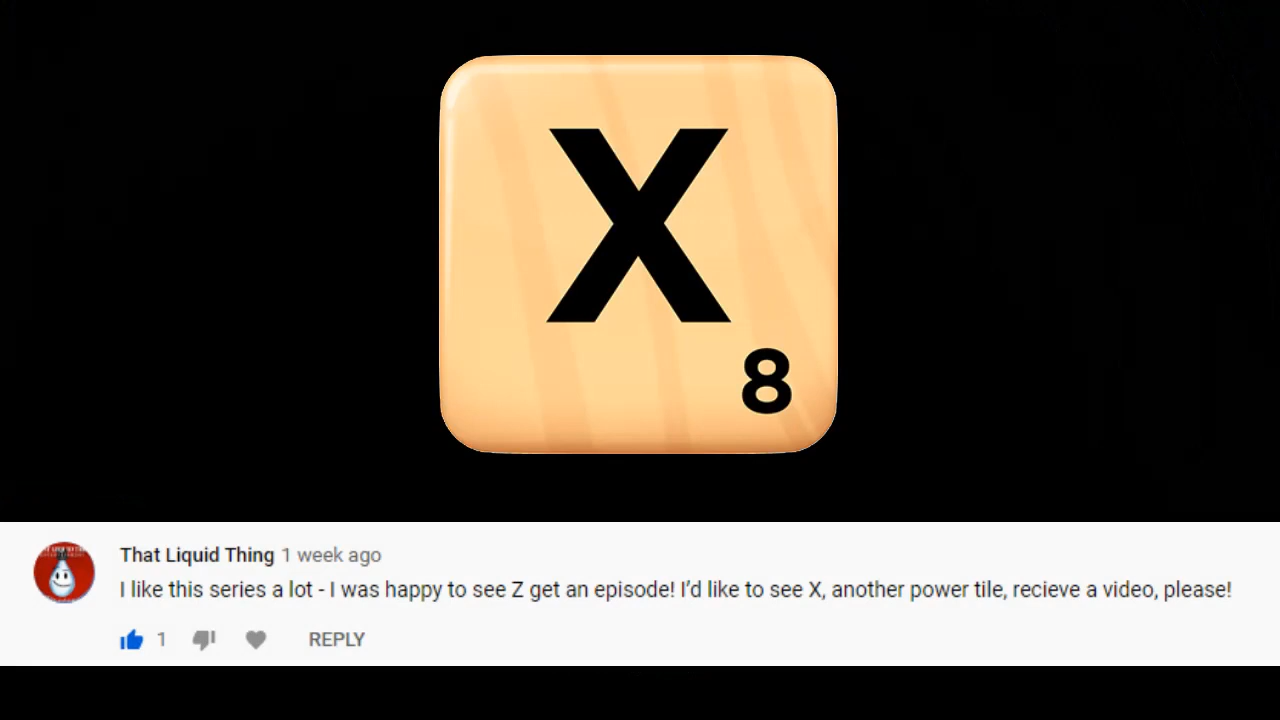 X
8
That Liquid Thing 1 week ago
I like this series a lot - I was happy to see Z get an episode! I’d like to see X, another power tile, recieve a video, please!
1
REPLY